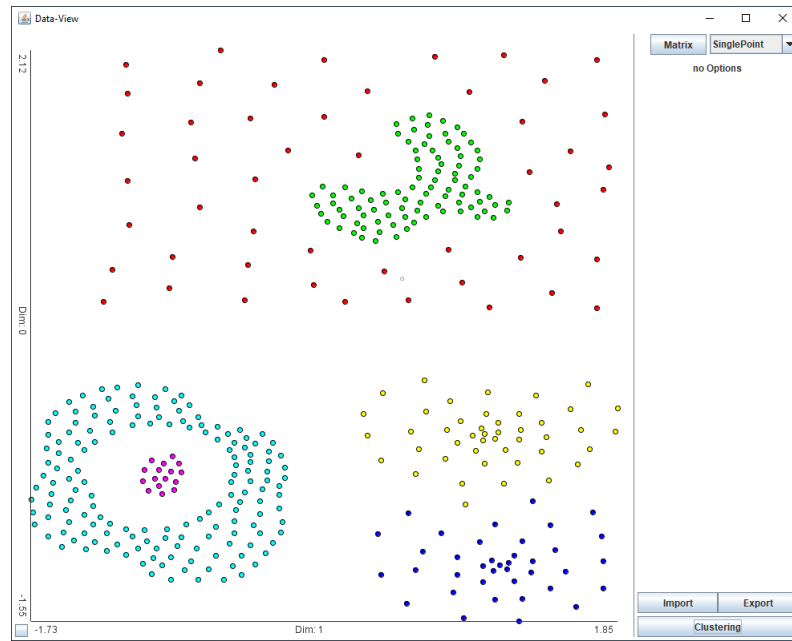 Data-View
Matrix
SinglePoint
no Options
2.12
Dim: 0
-1.55
-1.73
Dim: 1
1.85
Import
Export
Clustering